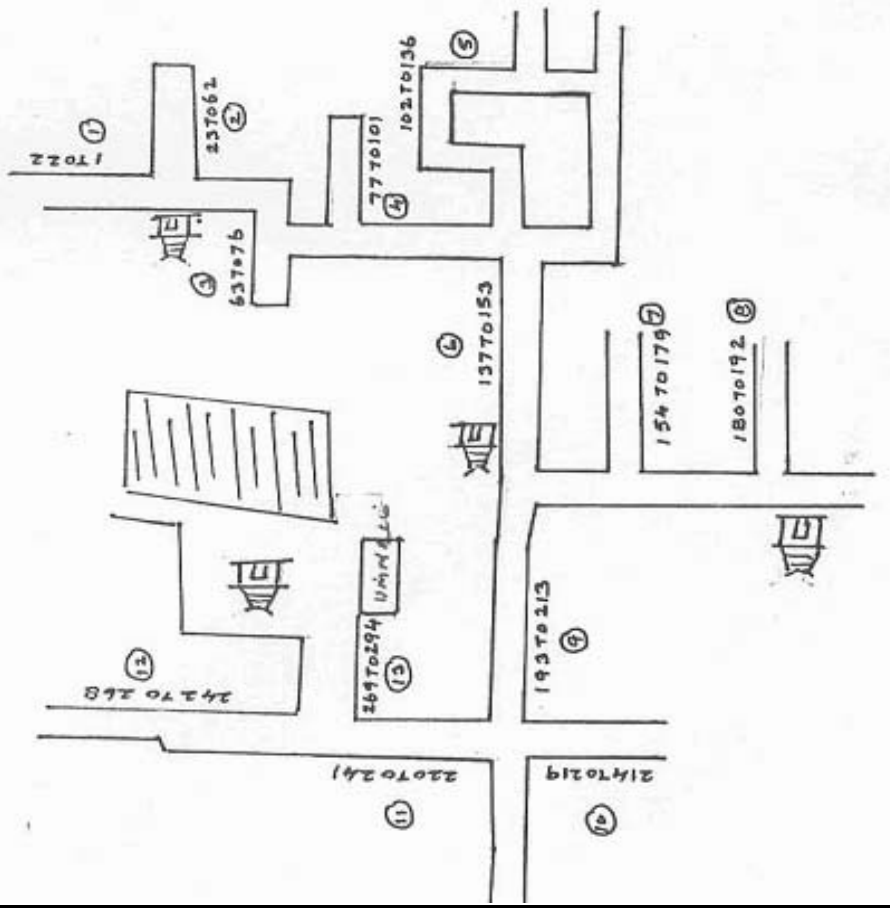 1 TO 22
①
23 TO 62
②
③
63 TO 76
77 TO 101
④
102 TO 136
⑤
⑥
137 TO 153
154 TO 179
⑦
180 TO 192
⑧
193 TO 213
⑨
214 TO 219
⑩
220 TO 241
⑪
242 TO 268
⑫
269 TO 294
⑬